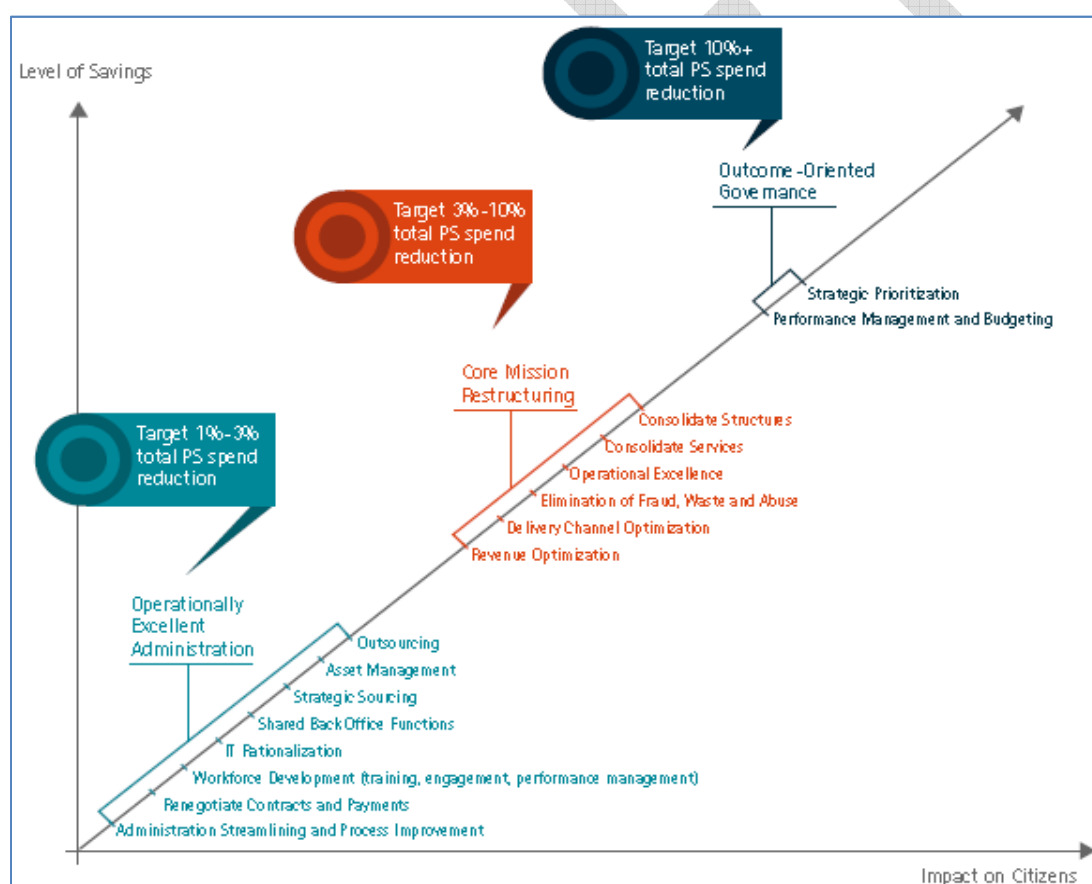 Target 10%+
total PS spend
reduction
Level of Savings
Outcome-Oriented
Governance
Target 3%-10%
total PS spend
reduction
Strategic Prioritization
Performance Management and Budgeting
Core Mission
Restructuring
Consolidate Structures
Consolidate Services
Operational Excellence
Elimination of Fraud, Waste and Abuse
Delivery Channel Optimization
Revenue Optimization
Target 1%-3%
total PS spend
reduction
Operationally
Excellent
Administration
Outsourcing
Asset Management
Strategic Sourcing
Shared Back Office Functions
IT Rationalization
Workforce Development (training, engagement, performance management)
Renegotiate Contracts and Payments
Administration Streamlining and Process Improvement
Impact on Citizens